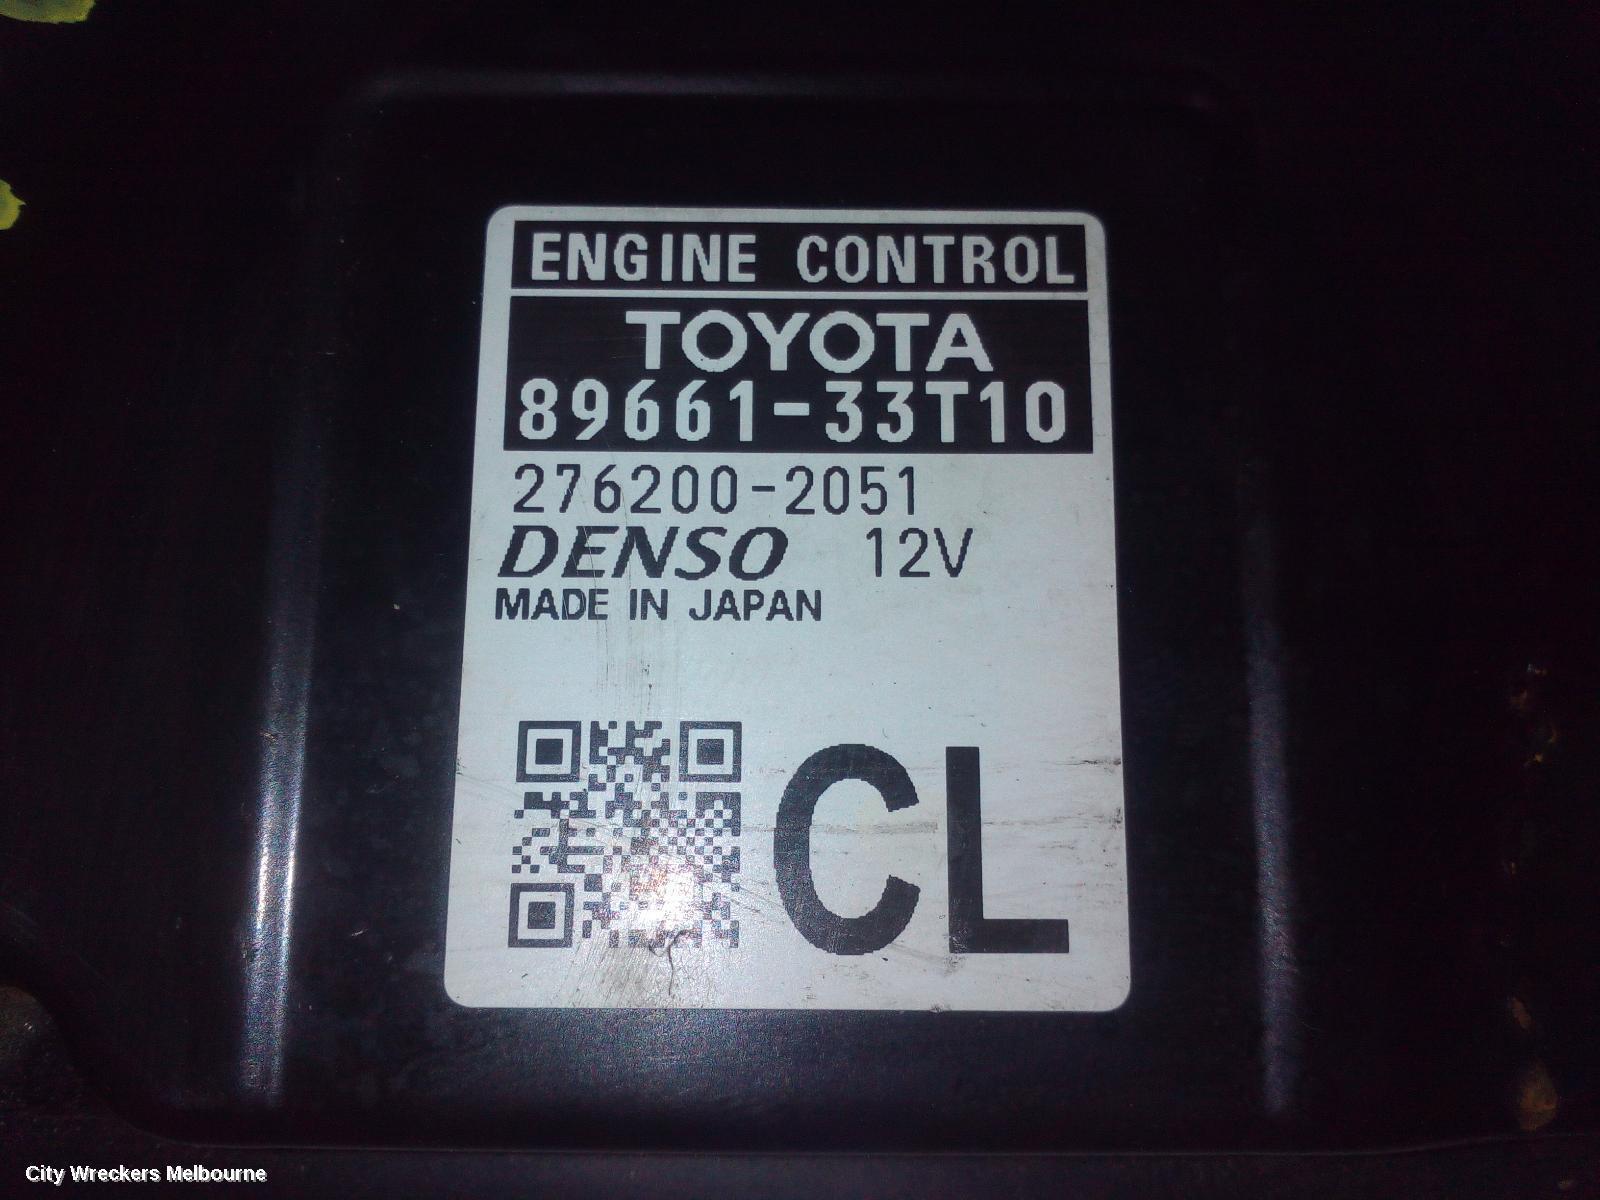 ENGINE CONTROL
TOYOTA
89661-33T10
276200-2051
DENSO 12V
MADE IN JAPAN
CL
City Wreckers Melbourne